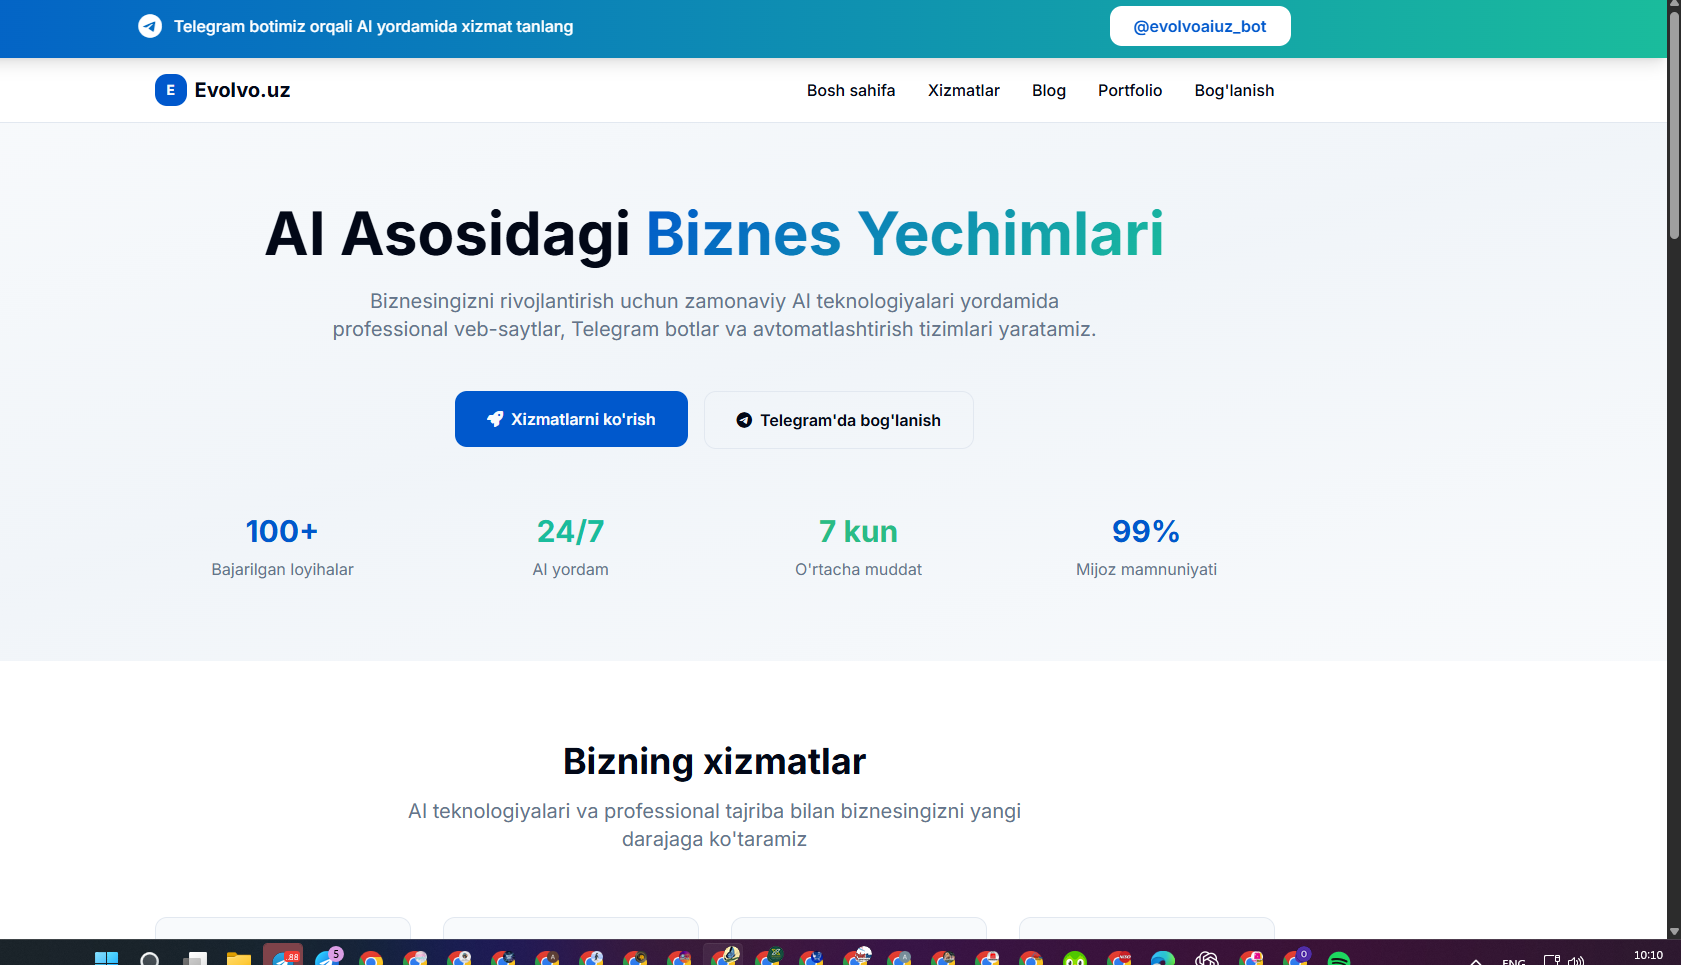 Telegram botimiz orqali AI yordamida xizmat tanlang
@evolvoaiuz_bot
E Evolvo.uz
Bosh sahifa
Xizmatlar
Blog
Portfolio
Bog'lanish
AI Asosidagi Biznes Yechimlari
Biznesingizni rivojlantirish uchun zamonaviy AI teknologiyalari yordamida
professional veb-saytlar, Telegram botlar va avtomatlashtirish tizimlari yaratamiz.
Xizmatlarni ko'rish
Telegram'da bog'lanish
100+
24/7
7 kun
99%
Bajarilgan loyihalar
AI yordam
O'rtacha muddat
Mijoz mamnuniyati
Bizning xizmatlar
AI teknologiyalari va professional tajriba bilan biznesingizni yangi
darajaga ko'taramiz
.88
5
0
ENG
10:10